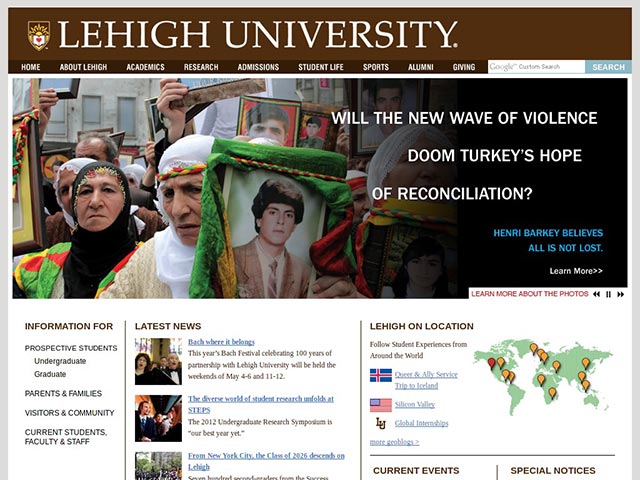 LEHIGH UNIVERSITY.
HOME ABOUT LEHIGH ACADEMICS RESEARCH ADMISSIONS STUDENT LIFE SPORTS ALUMNI GIVING Google™ Custom Search SEARCH
WILL THE NEW WAVE OF VIOLENCE
DOOM TURKEY'S HOPE
OF RECONCILIATION?
HENRI BARKEY BELIEVES
ALL IS NOT LOST.
Learn More>>
LEARN MORE ABOUT THE PHOTOS
INFORMATION FOR
PROSPECTIVE STUDENTS
Undergraduate
Graduate
PARENTS & FAMILIES
VISITORS & COMMUNITY
CURRENT STUDENTS,
FACULTY & STAFF
LATEST NEWS
Bach where it belongs
This year's Bach Festival celebrating 100 years of
partnership with Lehigh University will be held the
weekends of May 4-6 and 11-12.
The diverse world of student research unfolds at
STEPS
The 2012 Undergraduate Research Symposium is
“our best year yet.”
From New York City, the Class of 2026 descends on
Lehigh
Seven hundred second-graders from the Success
LEHIGH ON LOCATION
Follow Student Experiences from
Around the World
Queer & Ally Service
Trip to Iceland
Silicon Valley
LU
Global Internships
more geoblogs >
CURRENT EVENTS
SPECIAL NOTICES